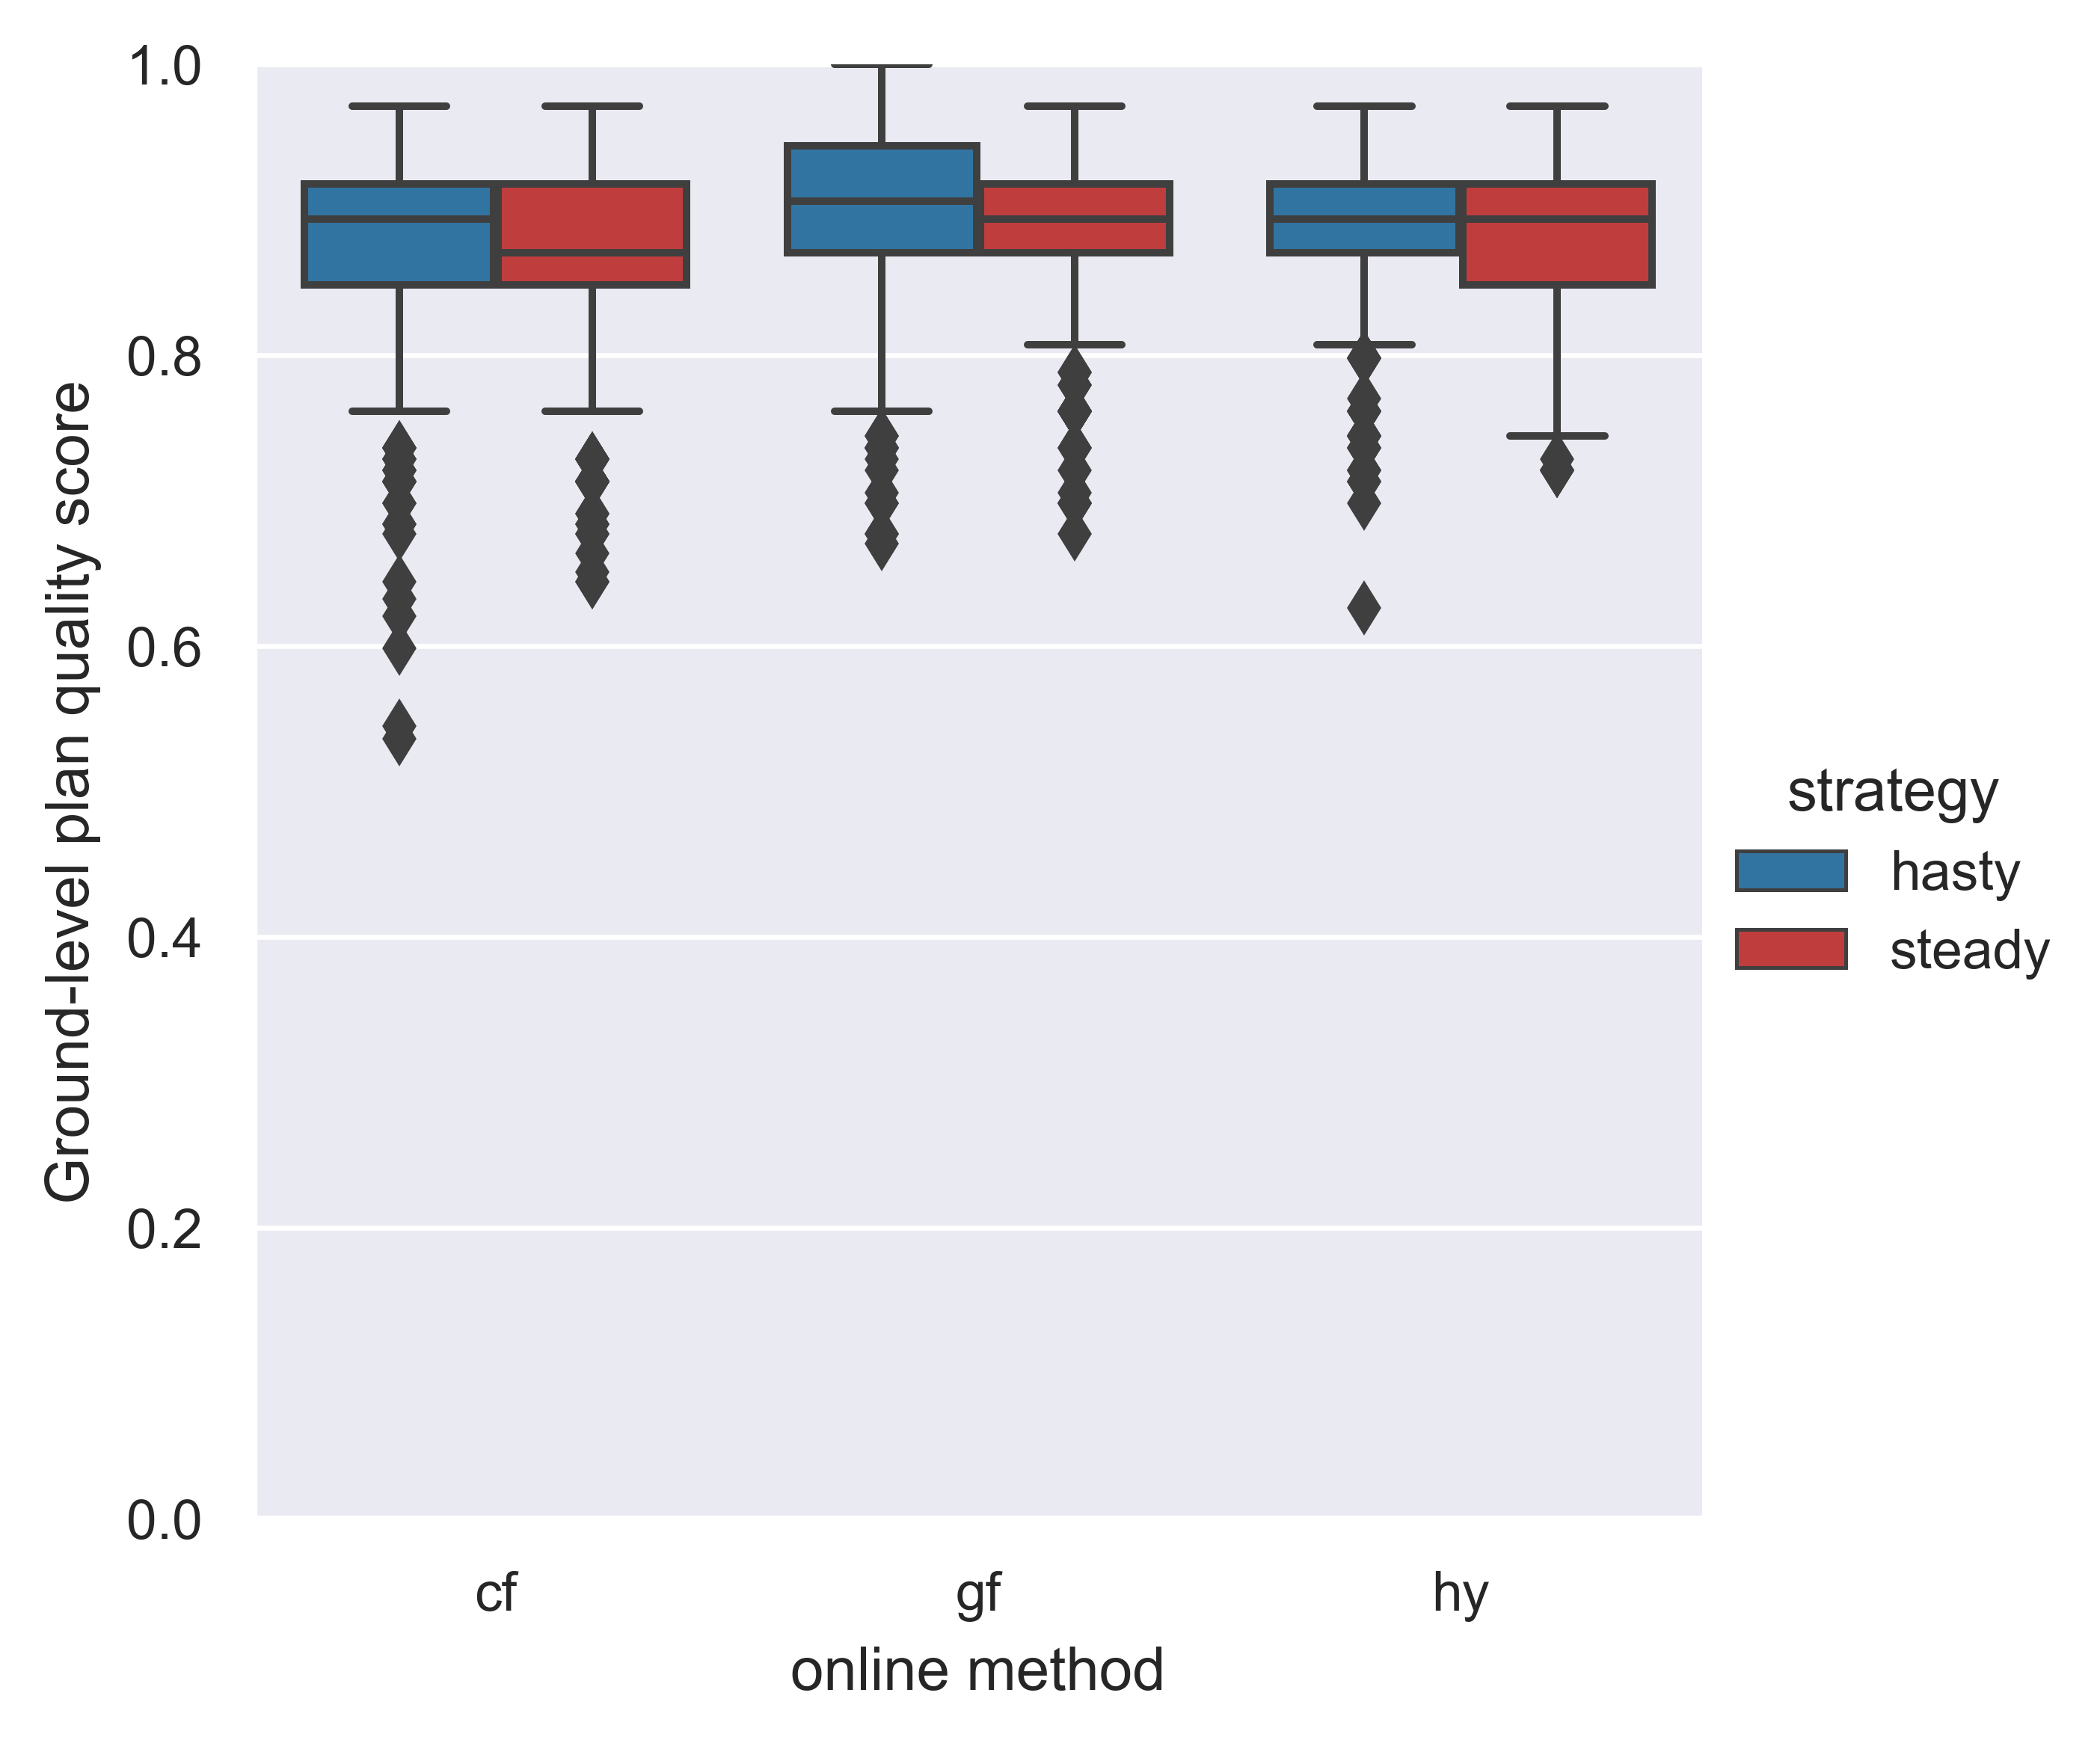 Ground-level plan quality score
1.0
0.8
0.6
0.4
0.2
0.0
cf
gf
hy
online method
strategy
hasty
steady